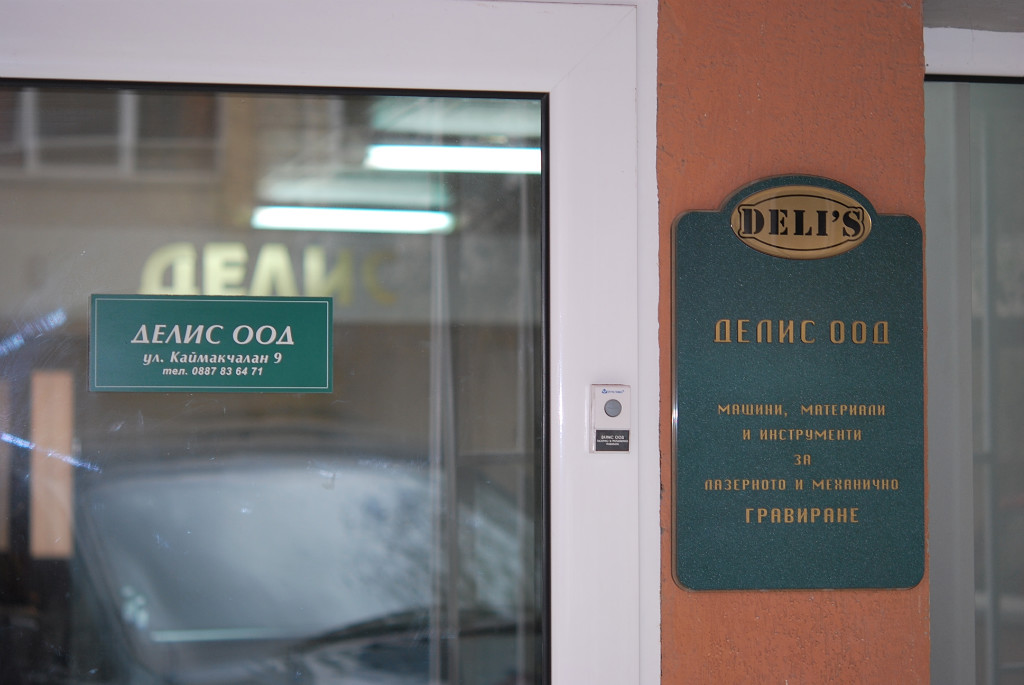 ДЕЛИС
ДЕЛИС ООД
ул. Каймакчалан 9
тел. 0887 83 64 71
ДЕЛИС ООД
DELI'S
ДЕЛИС ООД
МАШИНИ, МАТЕРИАЛИ
И ИНСТРУМЕНТИ
ЗА
ЛАЗЕРНОТО И МЕХАНИЧНО
ГРАВИРАНЕ